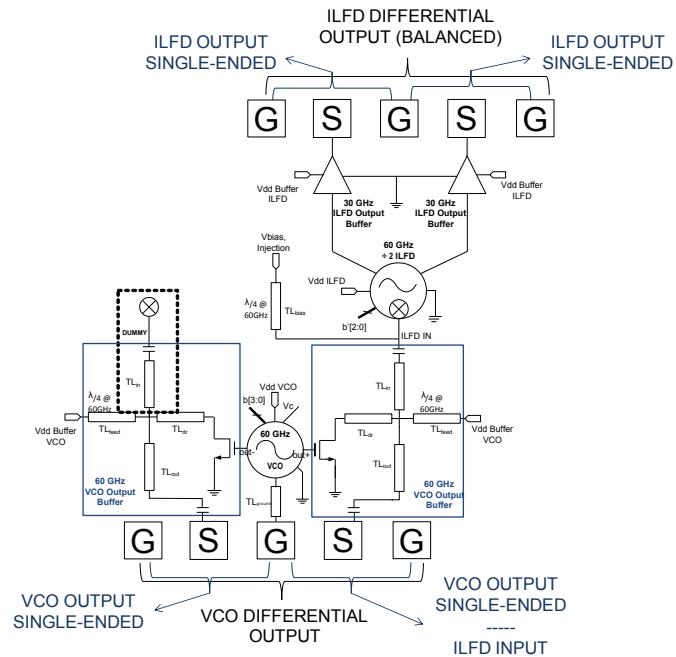 ILFD DIFFERENTIAL
OUTPUT (BALANCED)
ILFD OUTPUT
SINGLE-ENDED
ILFD OUTPUT
SINGLE-ENDED
G
S
G
S
G
Vdd Buffer
ILFD
Vdd Buffer
ILFD
30 GHz
ILFD Output
Buffer
30 GHz
ILFD Output
Buffer
Vbias,
Injection
60 GHz
÷ 2 ILFD
Vdd ILFD
λ/4 @
60GHz
TLbias
b'[2:0]
ILFD IN
DUMMY
TLin
TLin
λ/4 @
60GHz
λ/4 @
60GHz
Vdd Buffer
VCO
TLfeed
TLdr
b[3:0]
Vdd VCO
Vc
60 GHz
out-
out+
VCO
TLdr
TLfeed
Vdd Buffer
VCO
TLout
TLout
60 GHz
VCO Output
Buffer
TLground
60 GHz
VCO Output
Buffer
G
S
G
S
G
VCO OUTPUT
SINGLE-ENDED
VCO DIFFERENTIAL
OUTPUT
VCO OUTPUT
SINGLE-ENDED
-----
ILFD INPUT